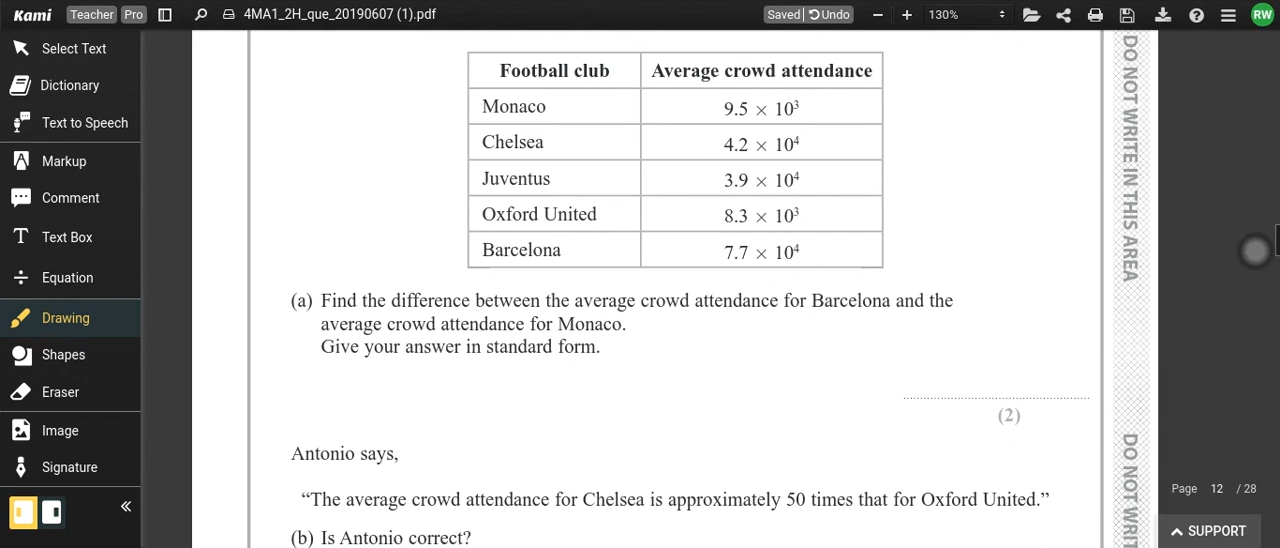 Kami Teacher Pro 4MA1_2H_que_20190607 (1).pdf Saved Undo − + 130% RW
Select Text
Dictionary
Text to Speech
Markup
Comment
Text Box
Equation
Drawing
Shapes
Eraser
Image
Signature
Football club Average crowd attendance
Monaco 9.5 × 10³
Chelsea 4.2 × 10⁴
Juventus 3.9 × 10⁴
Oxford United 8.3 × 10³
Barcelona 7.7 × 10⁴
(a) Find the difference between the average crowd attendance for Barcelona and the
average crowd attendance for Monaco.
Give your answer in standard form.
(2)
Antonio says,
“The average crowd attendance for Chelsea is approximately 50 times that for Oxford United.”
(b) Is Antonio correct?
DO NOT WRITE IN THIS AREA
DO NOT WRI
Page 12 / 28
SUPPORT